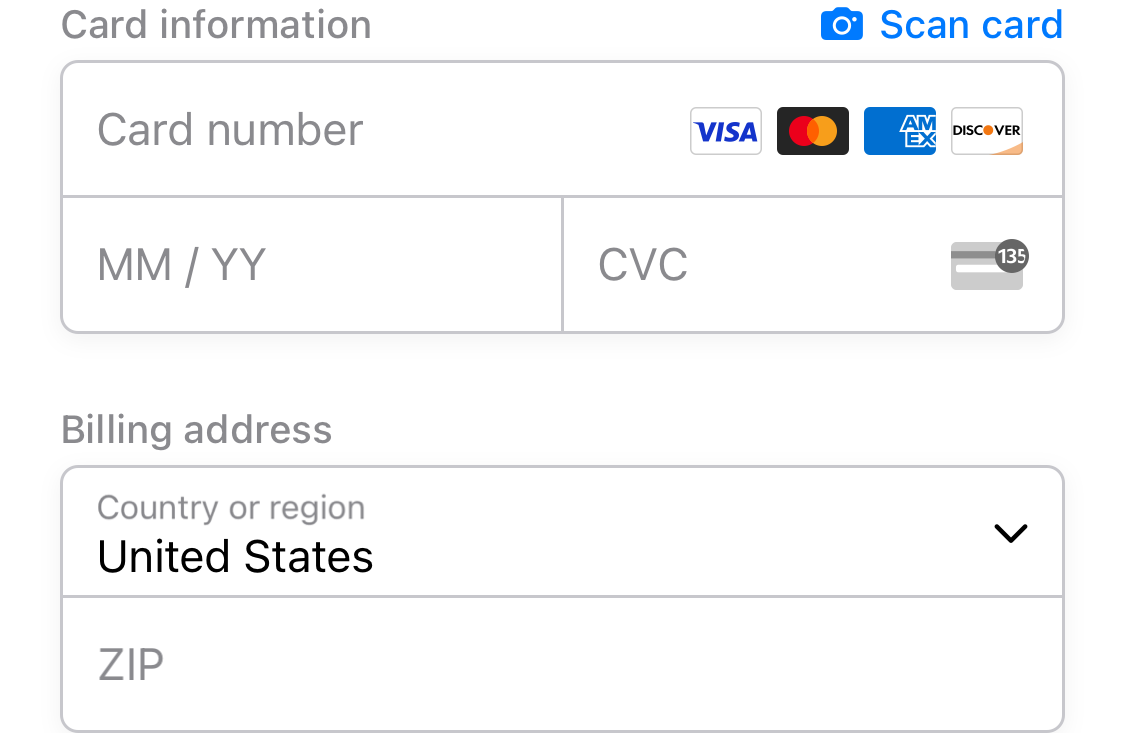 Card information
Scan card
Card number
VISA
AM
EX
DISCOVER
MM / YY
CVC
135
Billing address
Country or region
United States
ZIP